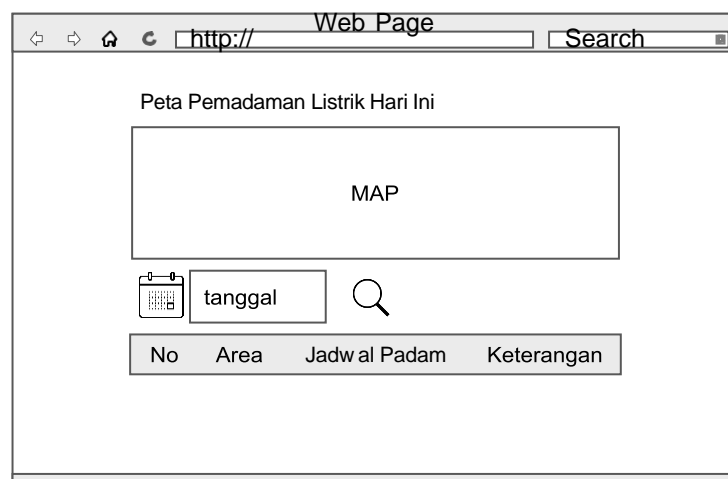 Web Page
http://
Search
Peta Pemadaman Listrik Hari Ini
MAP
tanggal
No Area Jadwal Padam Keterangan